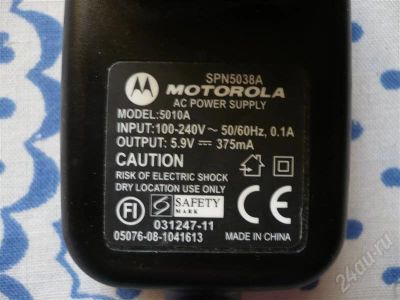 SPN5038A
MOTOROLA
AC POWER SUPPLY
MODEL:5010A
INPUT:100-240V ~ 50/60Hz, 0.1A
OUTPUT: 5.9V ⎓ 375mA
CAUTION
RISK OF ELECTRIC SHOCK
DRY LOCATION USE ONLY
FI S SAFETY MARK CE
031247-11
05076-08-1041613 MADE IN CHINA
24au.ru